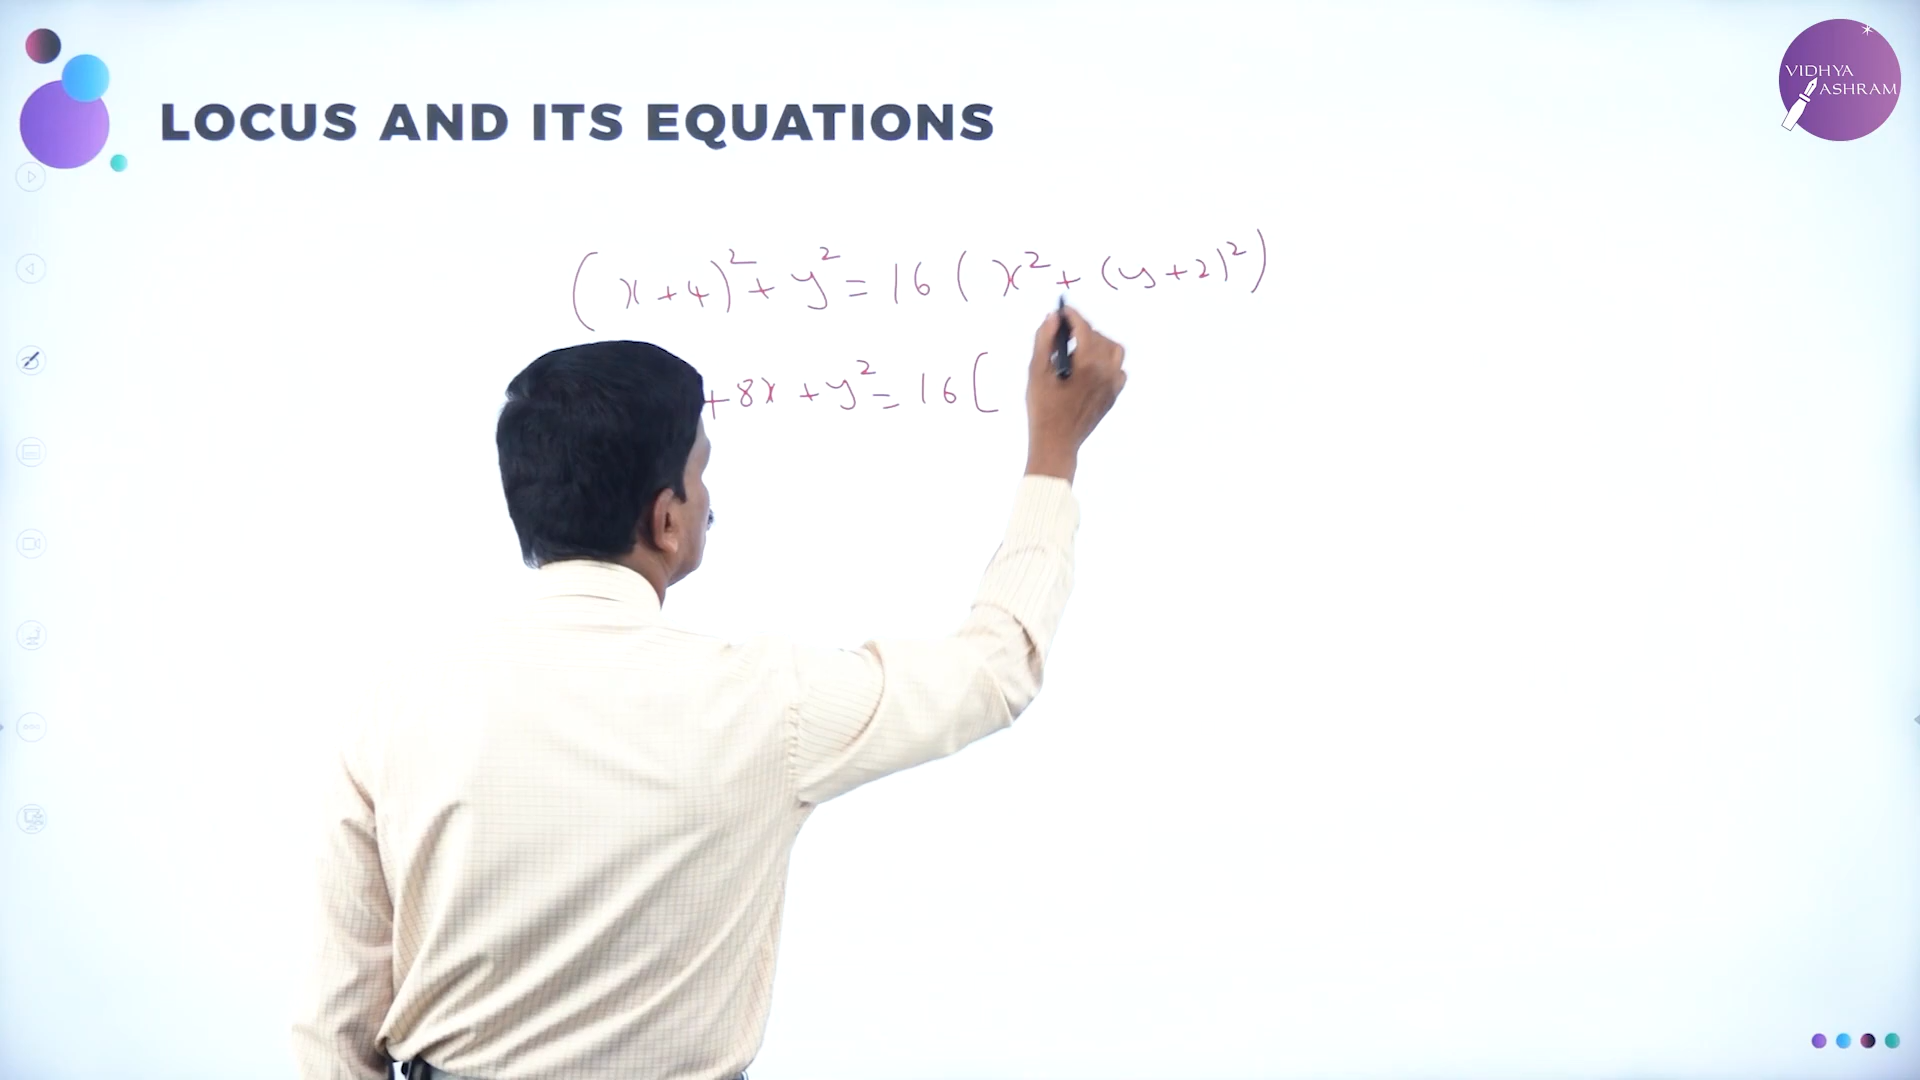 VIDHYA
ASHRAM
LOCUS AND ITS EQUATIONS
(x+4)²+y²=16(x²+(y+2)²)
+8x+y²=16[